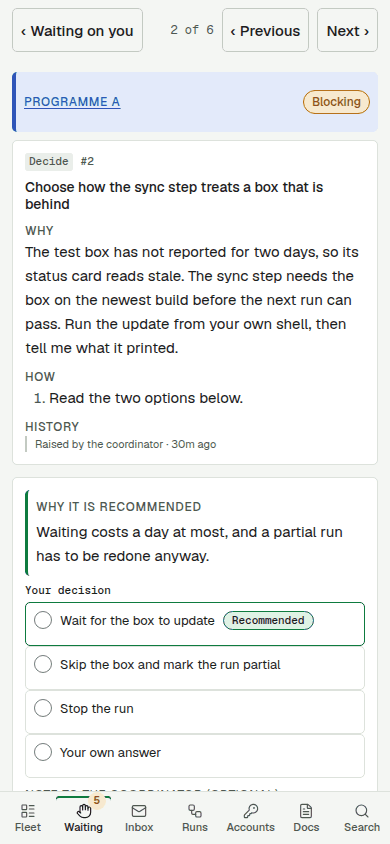 ‹ Waiting on you
2 of 6
‹ Previous
Next ›
PROGRAMME A
Blocking
Decide #2
Choose how the sync step treats a box that is
behind
WHY
The test box has not reported for two days, so its
status card reads stale. The sync step needs the
box on the newest build before the next run can
pass. Run the update from your own shell, then
tell me what it printed.
HOW
1. Read the two options below.
HISTORY
Raised by the coordinator · 30m ago
WHY IT IS RECOMMENDED
Waiting costs a day at most, and a partial run
has to be redone anyway.
Your decision
Wait for the box to update Recommended
Skip the box and mark the run partial
Stop the run
Your own answer
5
Fleet
Waiting
Inbox
Runs
Accounts
Docs
Search